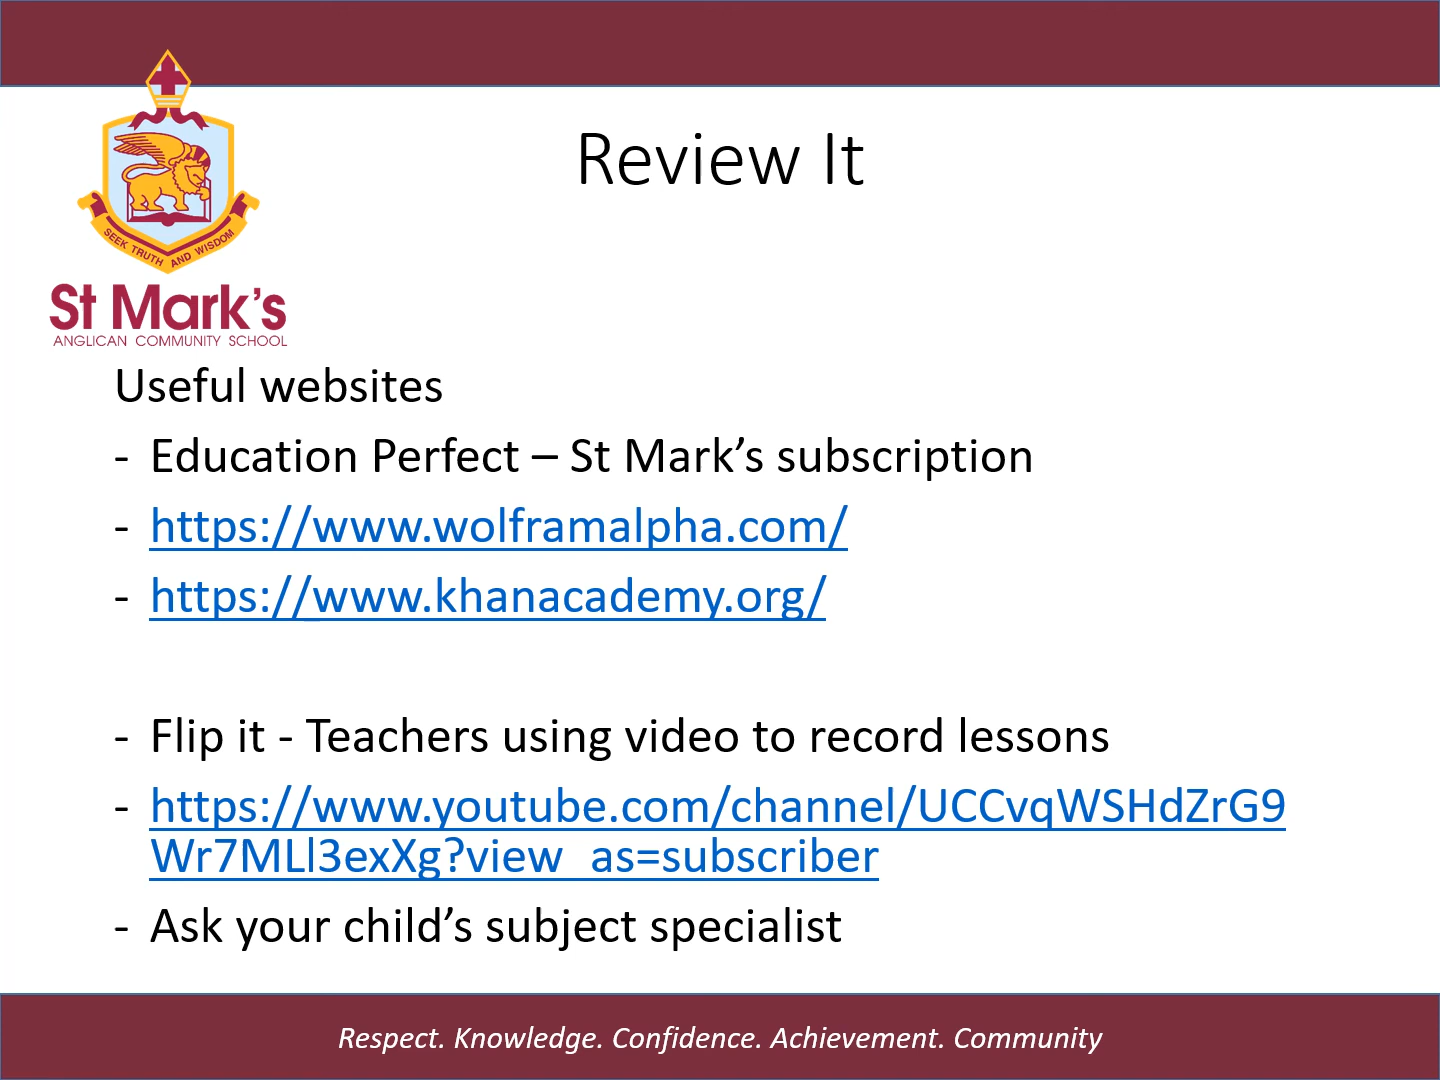 SEEK TRUTH AND WISDOM
St Mark's
ANGLICAN COMMUNITY SCHOOL
Review It
Useful websites
- Education Perfect – St Mark’s subscription
- https://www.wolframalpha.com/
- https://www.khanacademy.org/
- Flip it - Teachers using video to record lessons
- https://www.youtube.com/channel/UCCvqWSHdZrG9
Wr7MLl3exXg?view_as=subscriber
- Ask your child’s subject specialist
Respect. Knowledge. Confidence. Achievement. Community